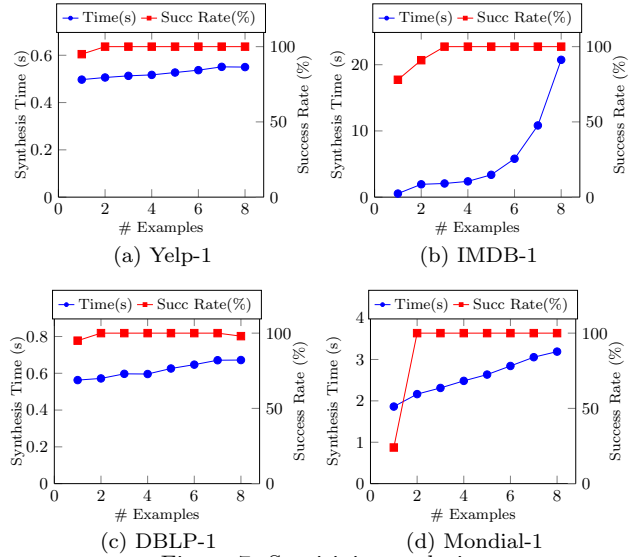 Time(s) Succ Rate(%) Time(s) Succ Rate(%)
Synthesis Time (s) 0 0.2 0.4 0.6 0 50 100 Success Rate (%) Synthesis Time (s) 0 10 20 0 50 100 Success Rate (%)
0 2 4 6 8 0 2 4 6 8
# Examples # Examples
(a) Yelp-1 (b) IMDB-1
Time(s) Succ Rate(%) Time(s) Succ Rate(%)
Synthesis Time (s) 0 0.2 0.4 0.6 0.8 0 50 100 Success Rate (%) Synthesis Time (s) 0 1 2 3 4 0 50 100 Success Rate (%)
0 2 4 6 8 0 2 4 6 8
# Examples # Examples
(c) DBLP-1 (d) Mondial-1